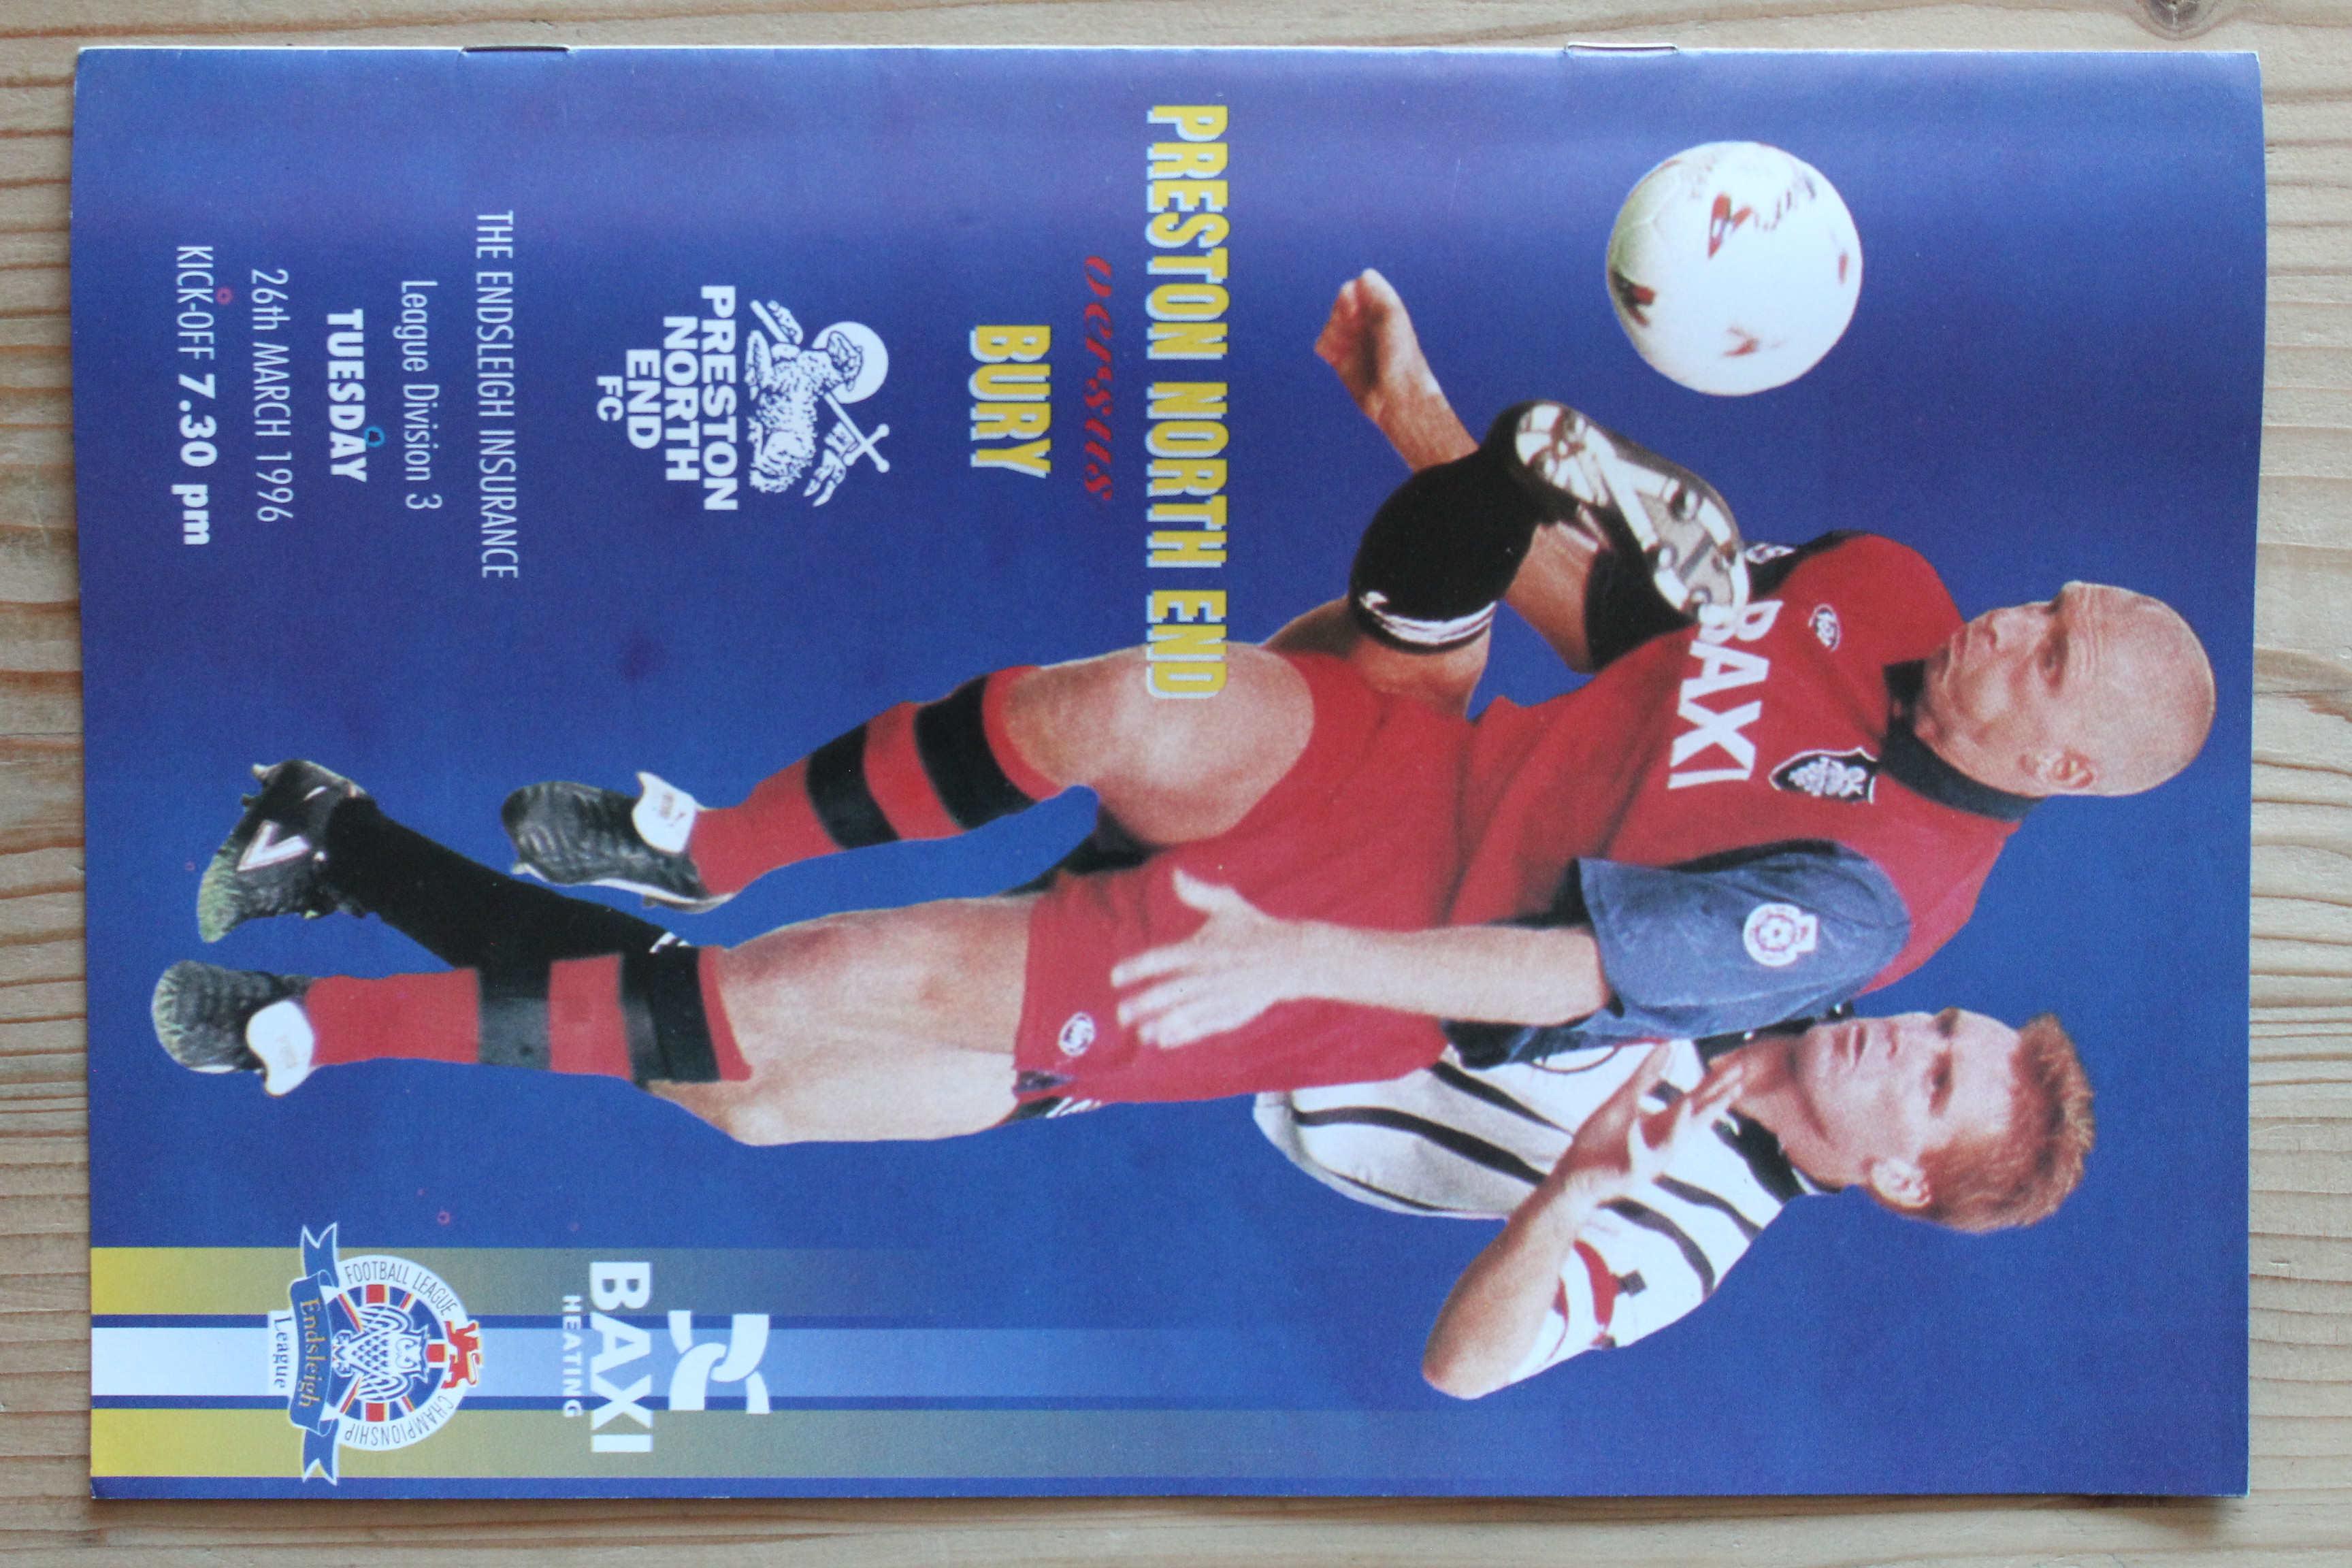 BAXI
PRESTON NORTH END
versus
BURY
PRESTON
NORTH
END
FC
THE ENDSLEIGH INSURANCE
League Division 3
TUESDAY
26th MARCH 1996
KICK-OFF 7.30 pm
BAXI
HEATING
FOOTBALL LEAGUE
CHAMPIONSHIP
Endsleigh
League